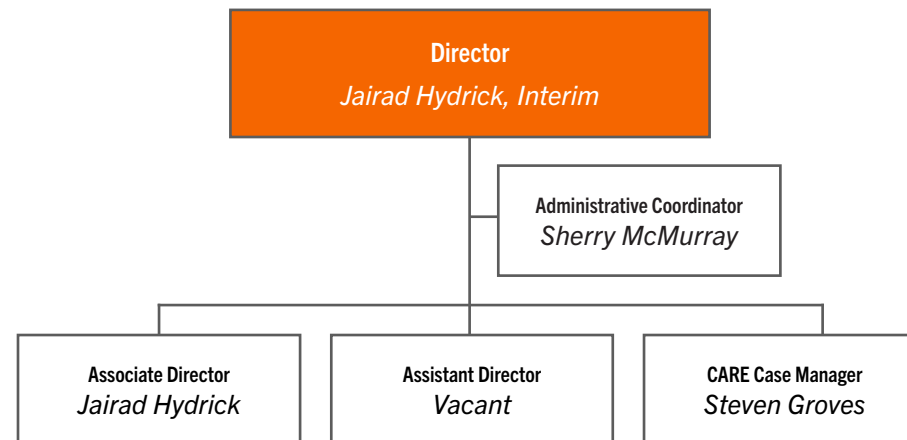 Director
Jairad Hydrick, Interim
Administrative Coordinator
Sherry McMurray
Associate Director
Jairad Hydrick
Assistant Director
Vacant
CARE Case Manager
Steven Groves